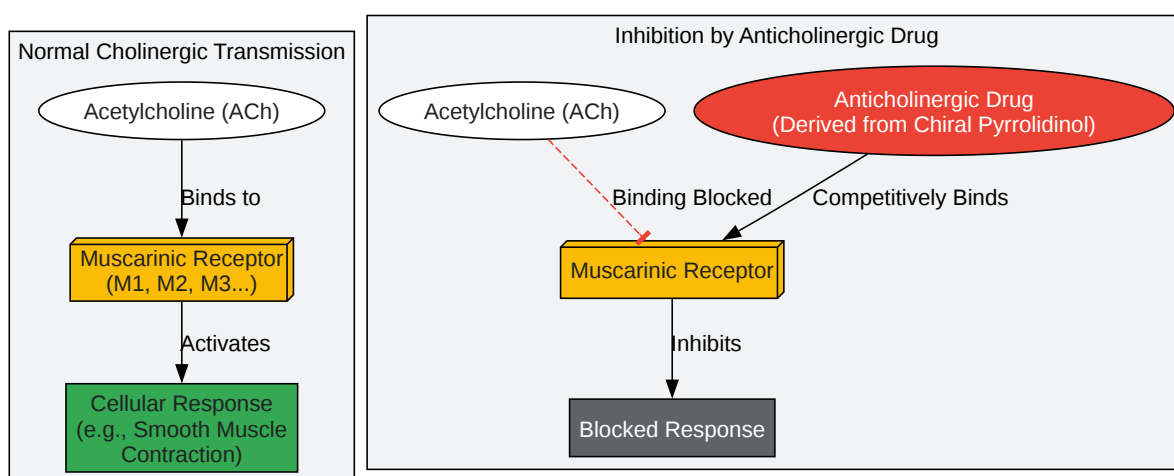 Normal Cholinergic Transmission
Acetylcholine (ACh)
Binds to
Muscarinic Receptor
(M1, M2, M3...)
Activates
Cellular Response
(e.g., Smooth Muscle
Contraction)
Inhibition by Anticholinergic Drug
Acetylcholine (ACh)
Anticholinergic Drug
(Derived from Chiral Pyrrolidinol)
Binding Blocked
Competitively Binds
Muscarinic Receptor
Inhibits
Blocked Response